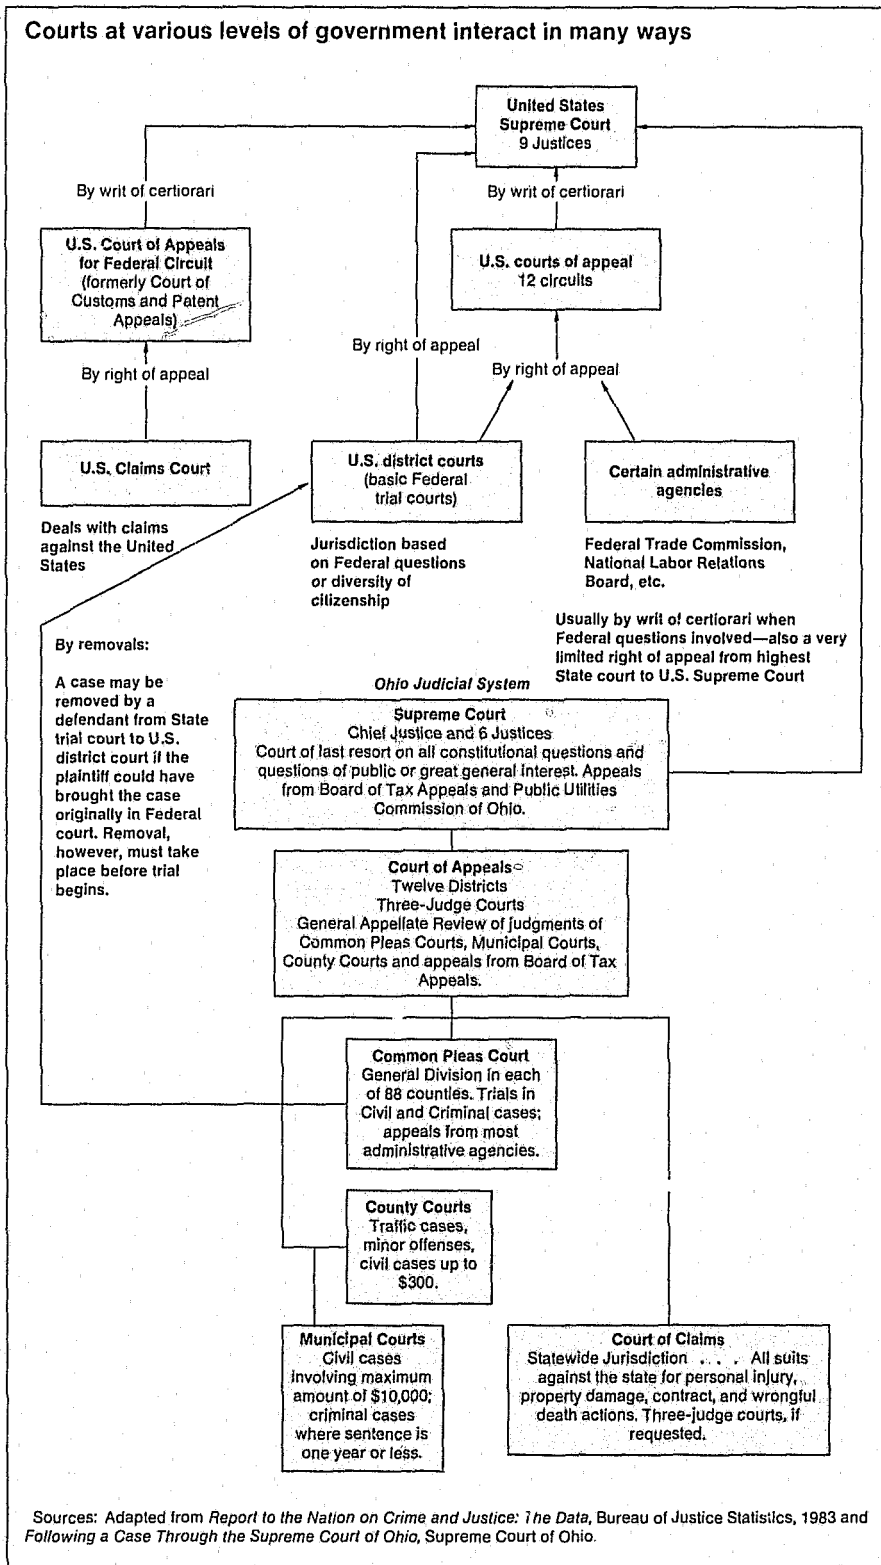 Courts at various levels of government interact in many ways
United States
Supreme Court
9 Justices
By writ of certiorari
By writ of certiorari
U.S. Court of Appeals
for Federal Circuit
(formerly Court of
Customs and Patent
Appeals)
U.S. courts of appeal
12 circuits
By right of appeal
By right of appeal
By right of appeal
U.S. Claims Court
U.S. district courts
(basic Federal
trial courts)
Certain administrative
agencies
Deals with claims
against the United
States
Jurisdiction based
on Federal questions
or diversity of
citizenship
Federal Trade Commission,
National Labor Relations
Board, etc.
Usually by writ of certiorari when
Federal questions involved—also a very
limited right of appeal from highest
State court to U.S. Supreme Court
By removals:
A case may be
removed by a
defendant from State
trial court to U.S.
district court if the
plaintiff could have
brought the case
originally in Federal
court. Removal,
however, must take
place before trial
begins.
Ohio Judicial System
Supreme Court
Chief Justice and 6 Justices
Court of last resort on all constitutional questions and
questions of public or great general interest. Appeals
from Board of Tax Appeals and Public Utilities
Commission of Ohio.
Court of Appeals
Twelve Districts
Three-Judge Courts
General Appellate Review of judgments of
Common Pleas Courts, Municipal Courts,
County Courts and appeals from Board of Tax
Appeals.
Common Pleas Court
General Division in each
of 88 counties. Trials in
Civil and Criminal cases;
appeals from most
administrative agencies.
County Courts
Traffic cases,
minor offenses,
civil cases up to
$300.
Municipal Courts
Civil cases
involving maximum
amount of $10,000;
criminal cases
where sentence is
one year or less.
Court of Claims
Statewide Jurisdiction . . . All suits
against the state for personal injury,
property damage, contract, and wrongful
death actions. Three-judge courts, if
requested.
Sources: Adapted from Report to the Nation on Crime and Justice: The Data, Bureau of Justice Statistics, 1983 and
Following a Case Through the Supreme Court of Ohio, Supreme Court of Ohio.